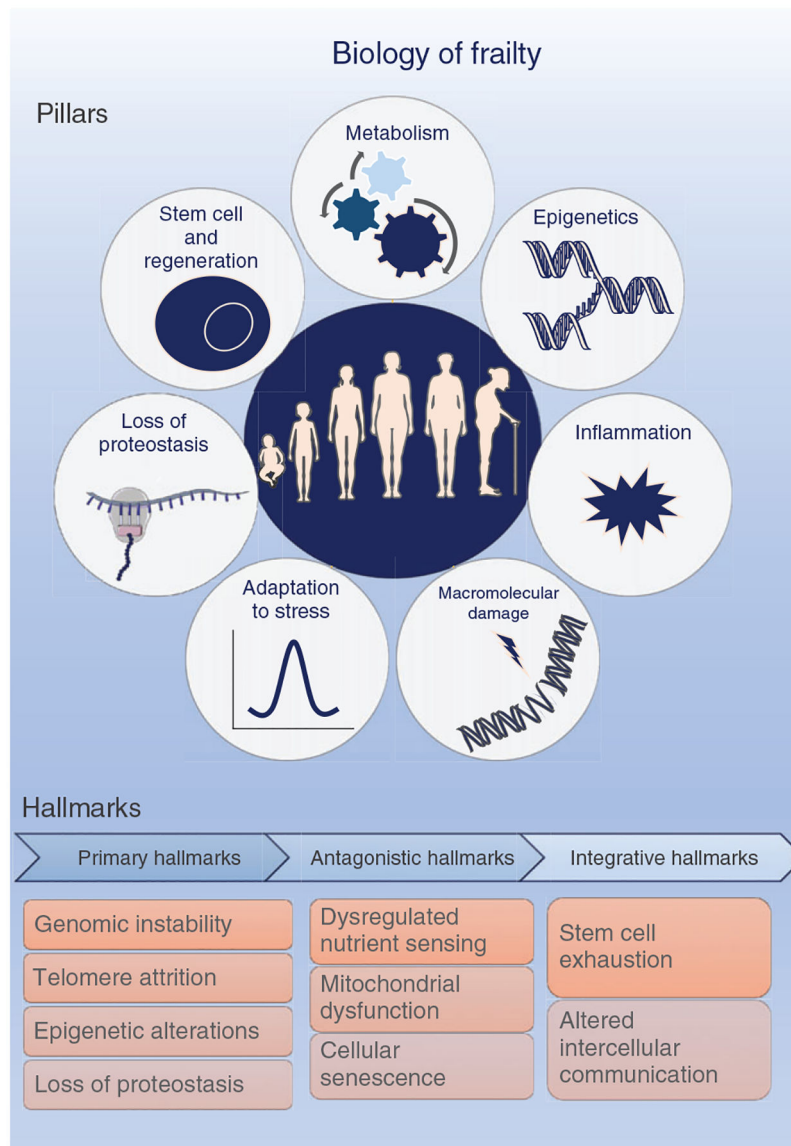 Biology of frailty
Pillars
Metabolism
Stem cell
and
regeneration
Epigenetics
Loss of
proteostasis
Inflammation
Adaptation
to stress
Macromolecular
damage
Hallmarks
Primary hallmarks
Antagonistic hallmarks
Integrative hallmarks
Genomic instability
Telomere attrition
Epigenetic alterations
Loss of proteostasis
Dysregulated
nutrient sensing
Mitochondrial
dysfunction
Cellular
senescence
Stem cell
exhaustion
Altered
intercellular
communication